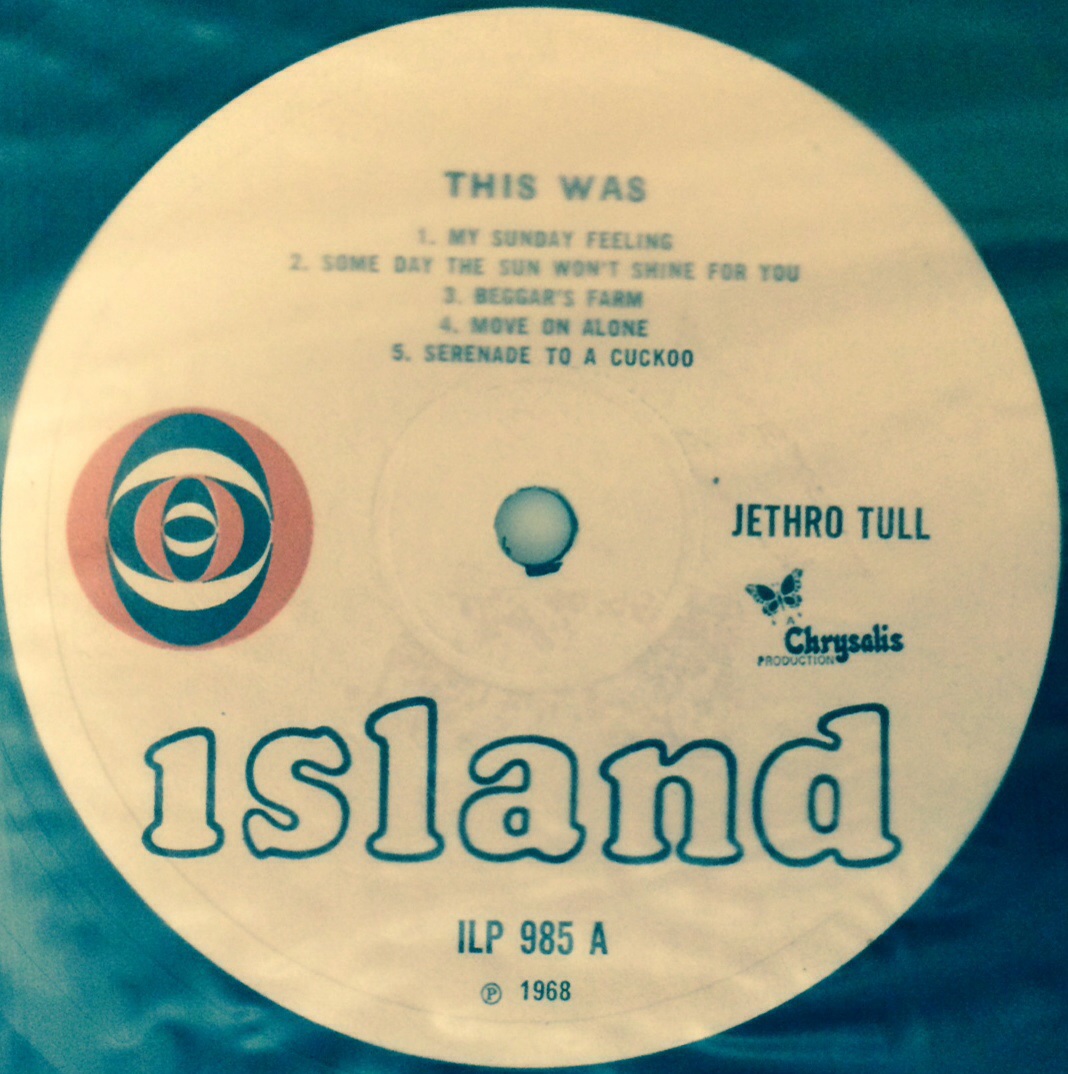 THIS WAS
1. MY SUNDAY FEELING
2. SOME DAY THE SUN WON'T SHINE FOR YOU
3. BEGGAR'S FARM
4. MOVE ON ALONE
5. SERENADE TO A CUCKOO
JETHRO TULL
A
Chrysalis
PRODUCTION
ısland
ILP 985 A
℗ 1968